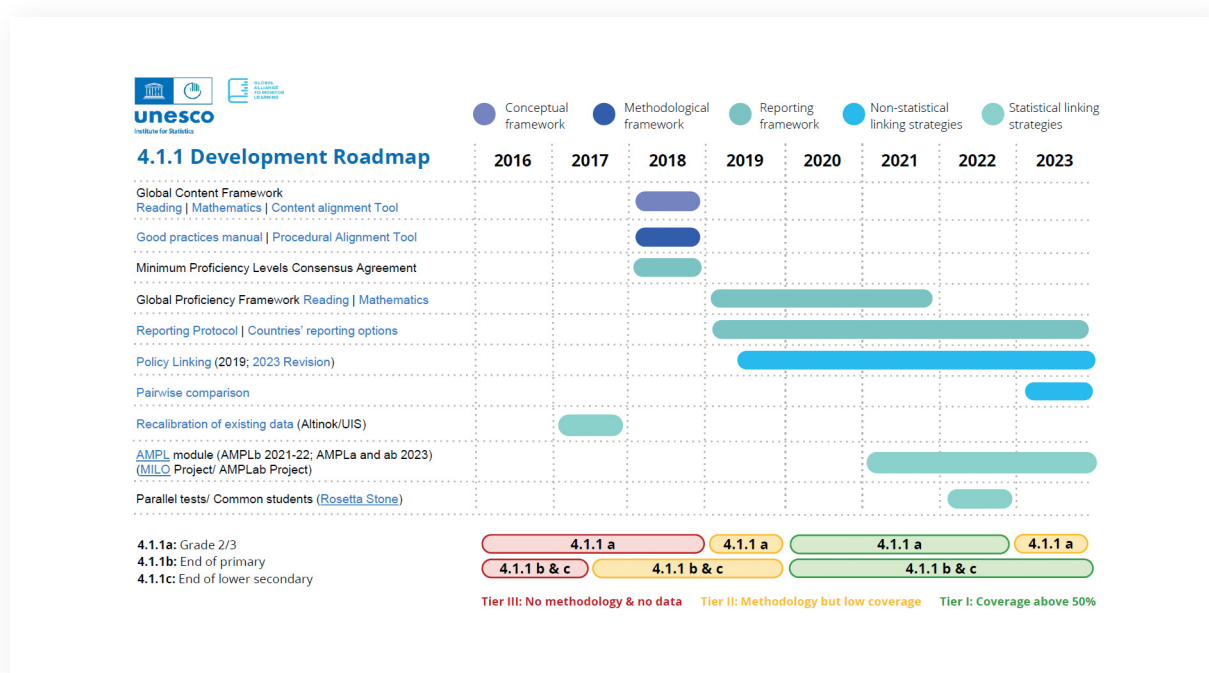 GLOBAL
ALLIANCE
TO MONITOR
LEARNING
unesco
Institute for Statistics
Conceptual
framework
Methodological
framework
Reporting
framework
Non-statistical
linking strategies
Statistical linking
strategies
4.1.1 Development Roadmap
2016 2017 2018 2019 2020 2021 2022 2023
Global Content Framework
Reading | Mathematics | Content alignment Tool
Good practices manual | Procedural Alignment Tool
Minimum Proficiency Levels Consensus Agreement
Global Proficiency Framework Reading | Mathematics
Reporting Protocol | Countries' reporting options
Policy Linking (2019; 2023 Revision)
Pairwise comparison
Recalibration of existing data (Altinok/UIS)
AMPL module (AMPLb 2021-22; AMPLa and ab 2023)
(MILO Project/ AMPLab Project)
Parallel tests/ Common students (Rosetta Stone)
4.1.1a: Grade 2/3
4.1.1b: End of primary
4.1.1c: End of lower secondary
4.1.1 a 4.1.1 a 4.1.1 a 4.1.1 a
4.1.1 b & c 4.1.1 b & c 4.1.1 b & c
Tier III: No methodology & no data Tier II: Methodology but low coverage Tier I: Coverage above 50%